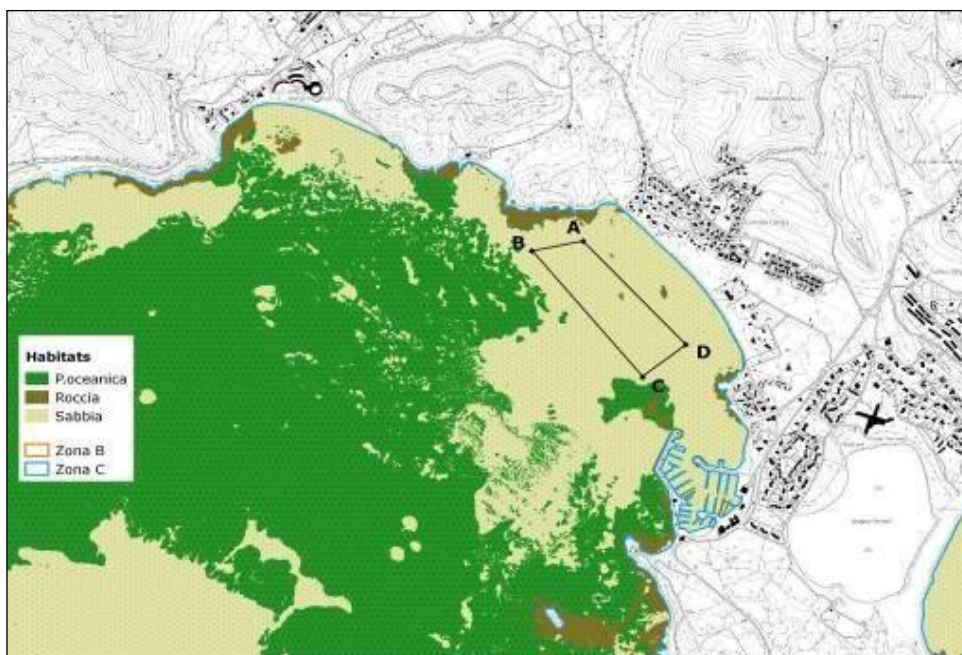 A
B
D
C
Habitats
P.oceanica
Roccia
Sabbia
Zona B
Zona C